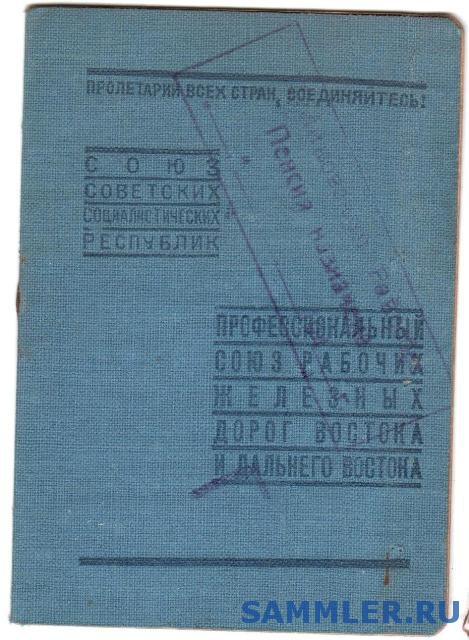 ПРОЛЕТАРИИ ВСЕХ СТРАН, СОЕДИНЯЙТЕСЬ!
СОЮЗ
СОВЕТСКИХ
СОЦИАЛИСТИЧЕСКИХ
РЕСПУБЛИК
Пенсия назначена
ПРОФЕССИОНАЛЬНЫЙ
СОЮЗ РАБОЧИХ
ЖЕЛЕЗНЫХ
ДОРОГ ВОСТОКА
И ДАЛЬНЕГО ВОСТОКА
SAMMLER.RU